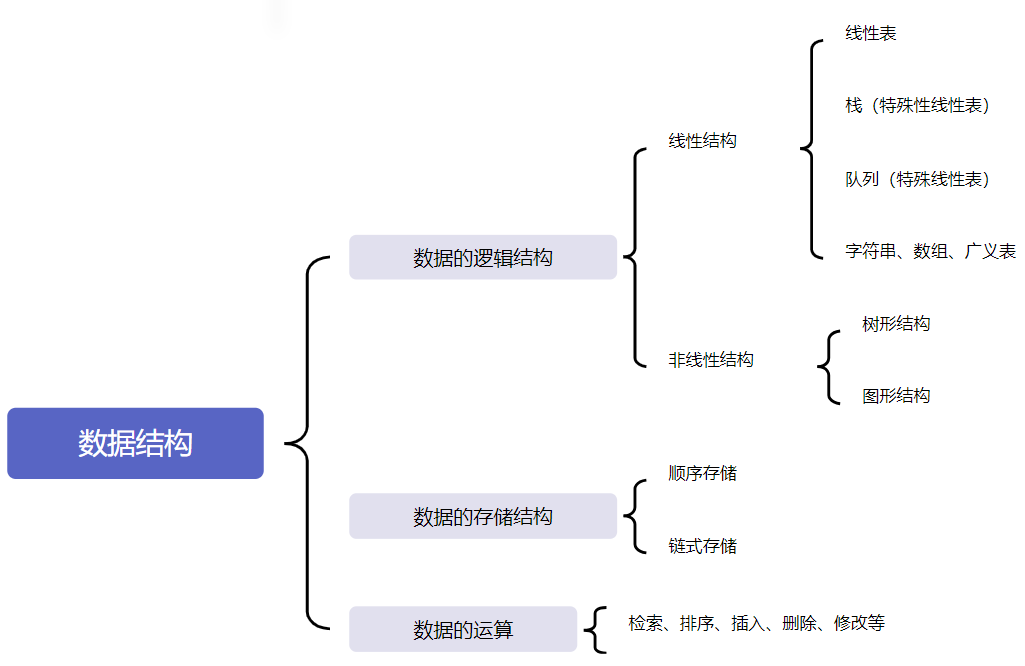 数据结构
数据的逻辑结构
线性结构
线性表
栈（特殊性线性表）
队列（特殊线性表）
字符串、数组、广义表
非线性结构
树形结构
图形结构
数据的存储结构
顺序存储
链式存储
数据的运算
检索、排序、插入、删除、修改等